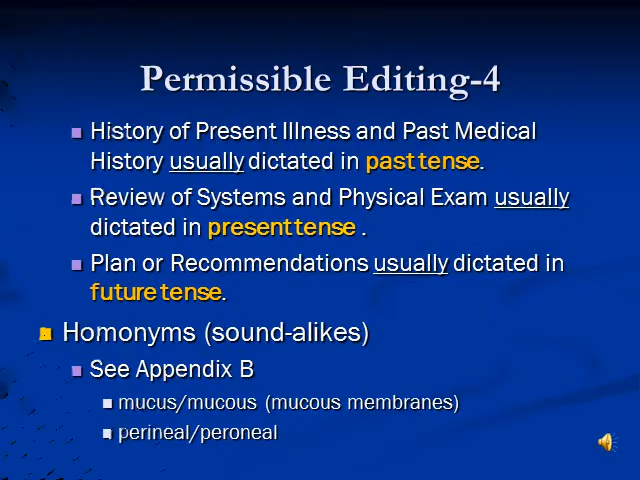 Permissible Editing-4
History of Present Illness and Past Medical
History usually dictated in past tense.
Review of Systems and Physical Exam usually
dictated in present tense .
Plan or Recommendations usually dictated in
future tense.
Homonyms (sound-alikes)
See Appendix B
mucus/mucous (mucous membranes)
perineal/peroneal